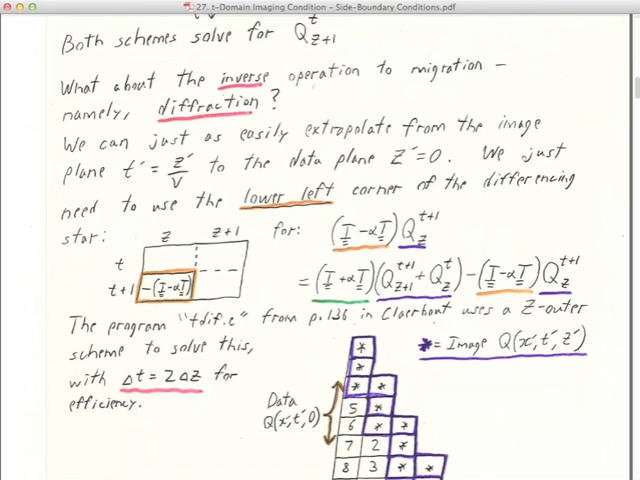 27. t-Domain Imaging Condition – Side-Boundary Conditions.pdf
Both schemes solve for Q^t_{z+1}
What about the inverse operation to migration –
namely, diffraction?
We can just as easily extrapolate from the image
plane t′ = z′/v to the data plane z′=0. We just
need to use the lower left corner of the differencing
star:
z z+1
t
t+1
-(I-αT)
for: (I-αT) Q^{t+1}_z
= (I+αT)(Q^{t+1}_{z+1} + Q^t_z) - (I-αT) Q^{t+1}_z
The program "tdif.c" from p.136 in Claerbout uses a z-outer
scheme to solve this,
with Δt = 2Δz for
efficiency.
* = Image Q(x′,t′,z′)
Data
Q(x′,t′,0)
*
*
* *
5 *
6 * *
7 2 *
8 3 * *